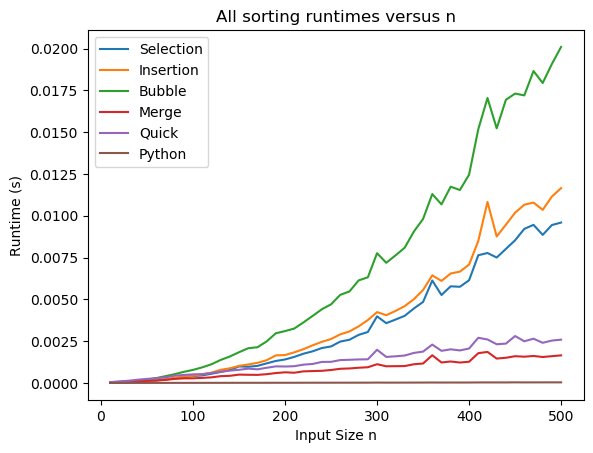 All sorting runtimes versus n
Selection
Insertion
Bubble
Merge
Quick
Python
Runtime (s)
0.0200
0.0175
0.0150
0.0125
0.0100
0.0075
0.0050
0.0025
0.0000
0 100 200 300 400 500
Input Size n